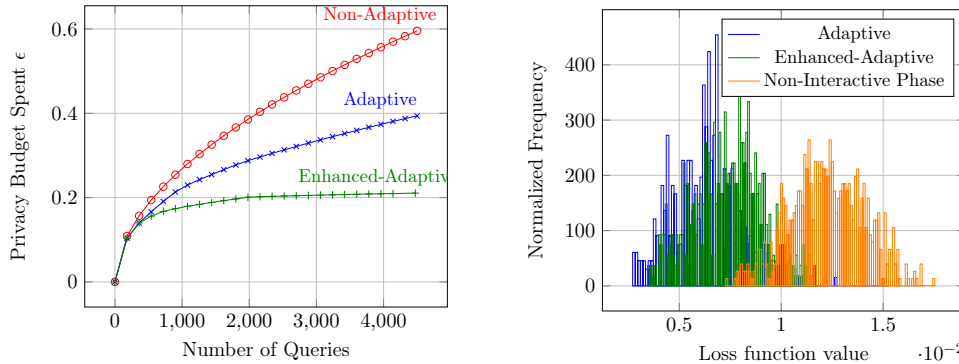 Non-Adaptive
Adaptive
Enhanced-Adaptive
0.6
0.4
0.2
0
0
1,000
2,000
3,000
4,000
Privacy Budget Spent ϵ
Number of Queries
Adaptive
Enhanced-Adaptive
Non-Interactive Phase
400
300
200
100
0
0.5
1
1.5
·10⁻²
Normalized Frequency
Loss function value